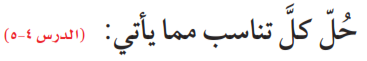 حُلّ كلَّ تناسب مما يأتي: (الدرس ٤-٥)